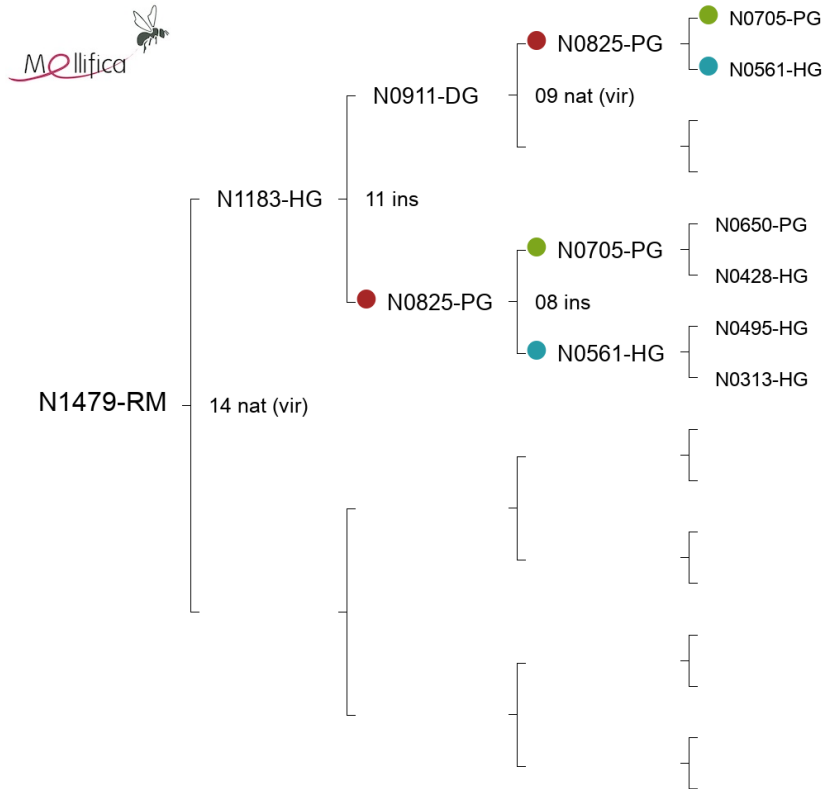 Mellifica
N0705-PG
N0825-PG
N0561-HG
N0911-DG
09 nat (vir)
N1183-HG
11 ins
N0650-PG
N0705-PG
N0428-HG
N0825-PG
08 ins
N0495-HG
N0561-HG
N0313-HG
N1479-RM
14 nat (vir)